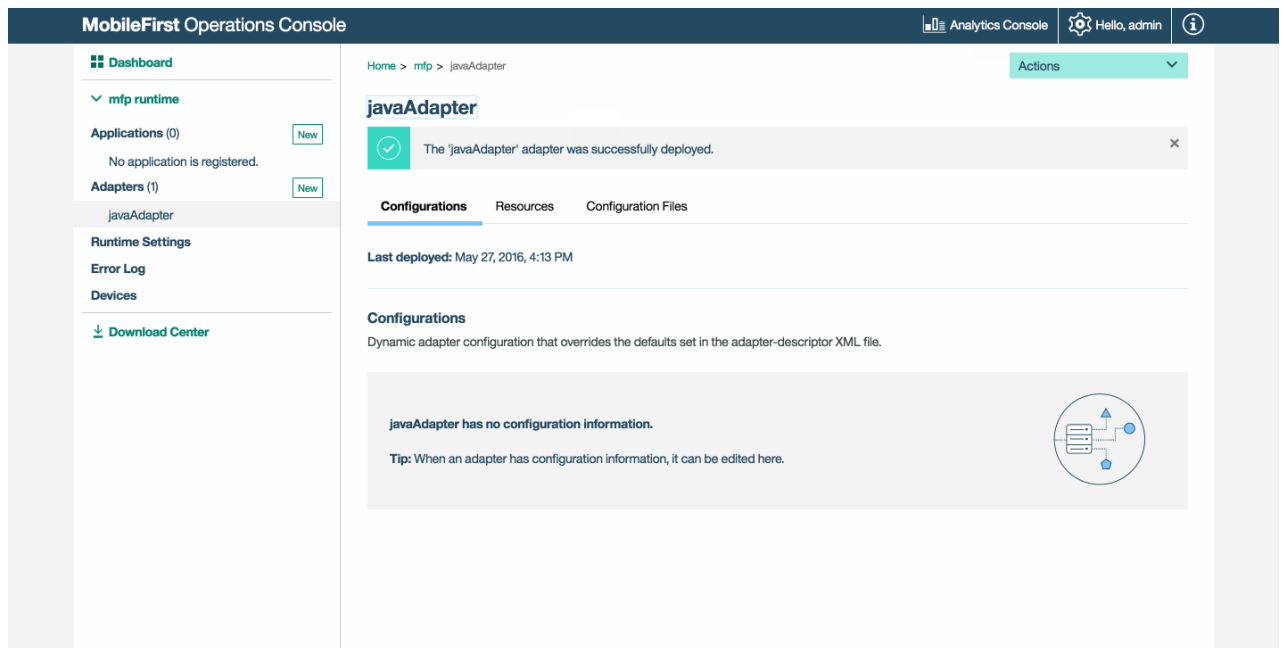 MobileFirst Operations Console
Analytics Console
Hello, admin
Dashboard
mfp runtime
Applications (0)
New
No application is registered.
Adapters (1)
New
javaAdapter
Runtime Settings
Error Log
Devices
Download Center
Home > mfp > javaAdapter
Actions
javaAdapter
The 'javaAdapter' adapter was successfully deployed.
Configurations Resources Configuration Files
Last deployed: May 27, 2016, 4:13 PM
Configurations
Dynamic adapter configuration that overrides the defaults set in the adapter-descriptor XML file.
javaAdapter has no configuration information.
Tip: When an adapter has configuration information, it can be edited here.